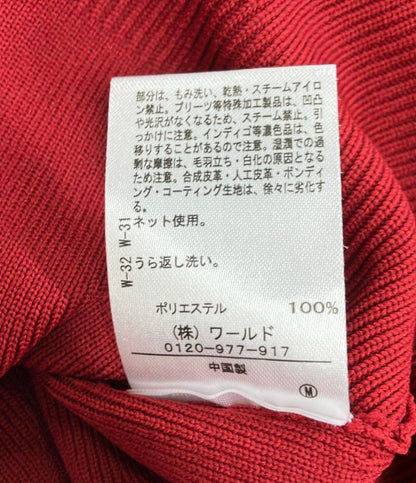 部分は、もみ洗い、乾熱・スチームアイロ
ン禁止。プリーツ等特殊加工製品は、凹凸
や光沢がなくなるため、スチーム禁止。引
っかけに注意。インディゴ等濃色品は、色
移りすることがあるので注意。湿潤での過
剰な摩擦は、毛羽立ち・白化の原因となる
ため注意。合成皮革・人工皮革・ボンディ
ング・コーティング生地は、徐々に劣化す
る。
W-31 ネット使用。
W-32 うら返し洗い。
ポリエステル 100%
(株) ワールド
0120-977-917
中国製
M